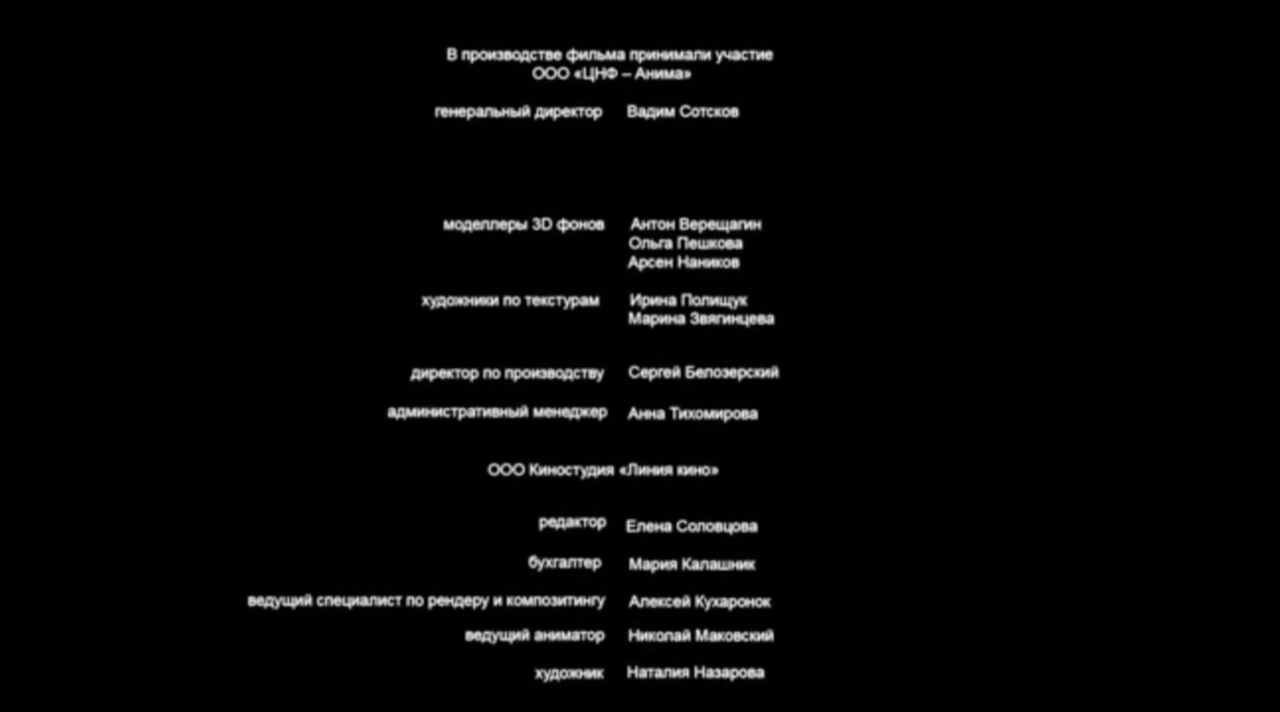 В производстве фильма принимали участие
ООО «ЦНФ – Анима»
генеральный директор Вадим Сотсков
моделлеры 3D фонов Антон Верещагин
Ольга Пешкова
Арсен Наников
художники по текстурам Ирина Полищук
Марина Звягинцева
директор по производству Сергей Белозерский
административный менеджер Анна Тихомирова
ООО Киностудия «Линия кино»
редактор Елена Соловцова
бухгалтер Мария Калашник
ведущий специалист по рендеру и композитингу Алексей Кухаронок
ведущий аниматор Николай Маковский
художник Наталия Назарова